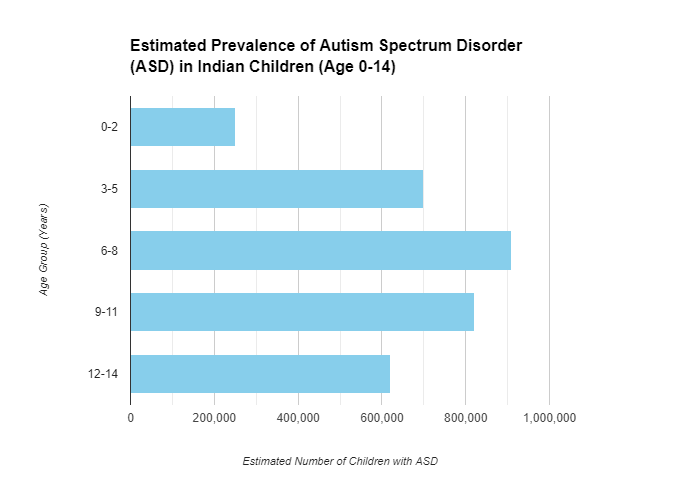 Estimated Prevalence of Autism Spectrum Disorder
(ASD) in Indian Children (Age 0-14)
0-2
3-5
6-8
9-11
12-14
Age Group (Years)
0
200,000
400,000
600,000
800,000
1,000,000
Estimated Number of Children with ASD